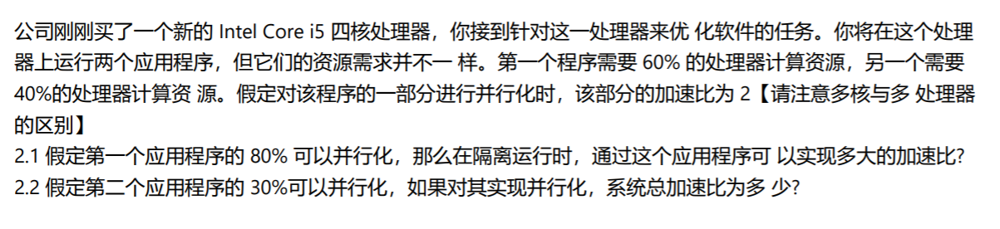 公司刚刚买了一个新的 Intel Core i5 四核处理器，你接到针对这一处理器来优 化软件的任务。你将在这个处理
器上运行两个应用程序，但它们的资源需求并不一 样。第一个程序需要 60% 的处理器计算资源，另一个需要
40%的处理器计算资 源。假定对该程序的一部分进行并行化时，该部分的加速比为 2【请注意多核与多 处理器
的区别】
2.1 假定第一个应用程序的 80% 可以并行化，那么在隔离运行时，通过这个应用程序可 以实现多大的加速比?
2.2 假定第二个应用程序的 30%可以并行化，如果对其实现并行化，系统总加速比为多 少?